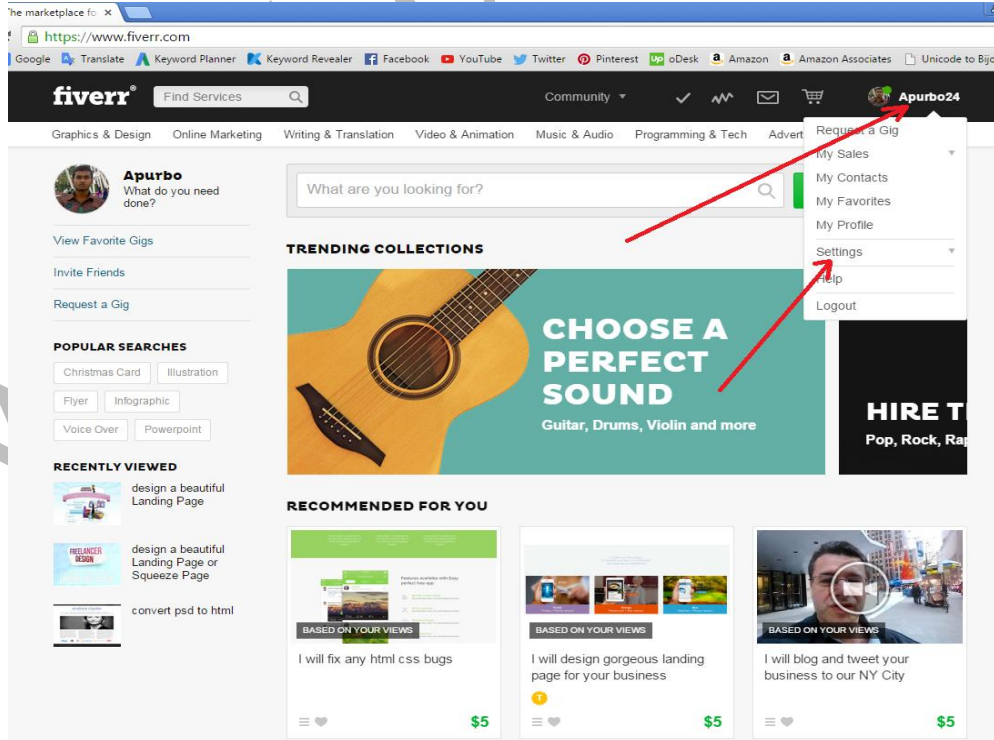 The marketplace fo
https://www.fiverr.com
Google Translate Keyword Planner Keyword Revealer Facebook YouTube Twitter Pinterest oDesk Amazon Amazon Associates Unicode to Bijo
fiverr® Find Services Community Apurbo24
Graphics & Design Online Marketing Writing & Translation Video & Animation Music & Audio Programming & Tech Advert
Request a Gig
My Sales
My Contacts
My Favorites
My Profile
Settings
Help
Logout
Apurbo
What do you need
done?
View Favorite Gigs
Invite Friends
Request a Gig
POPULAR SEARCHES
Christmas Card Illustration
Flyer Infographic
Voice Over Powerpoint
RECENTLY VIEWED
design a beautiful
Landing Page
FREELANCER
DESIGN
design a beautiful
Landing Page or
Squeeze Page
convert psd to html
What are you looking for?
TRENDING COLLECTIONS
CHOOSE A
PERFECT
SOUND
Guitar, Drums, Violin and more
HIRE T
Pop, Rock, Rap
RECOMMENDED FOR YOU
BASED ON YOUR VIEWS
I will fix any html css bugs
$5
BASED ON YOUR VIEWS
I will design gorgeous landing
page for your business
T
$5
BASED ON YOUR VIEWS
I will blog and tweet your
business to our NY City
$5